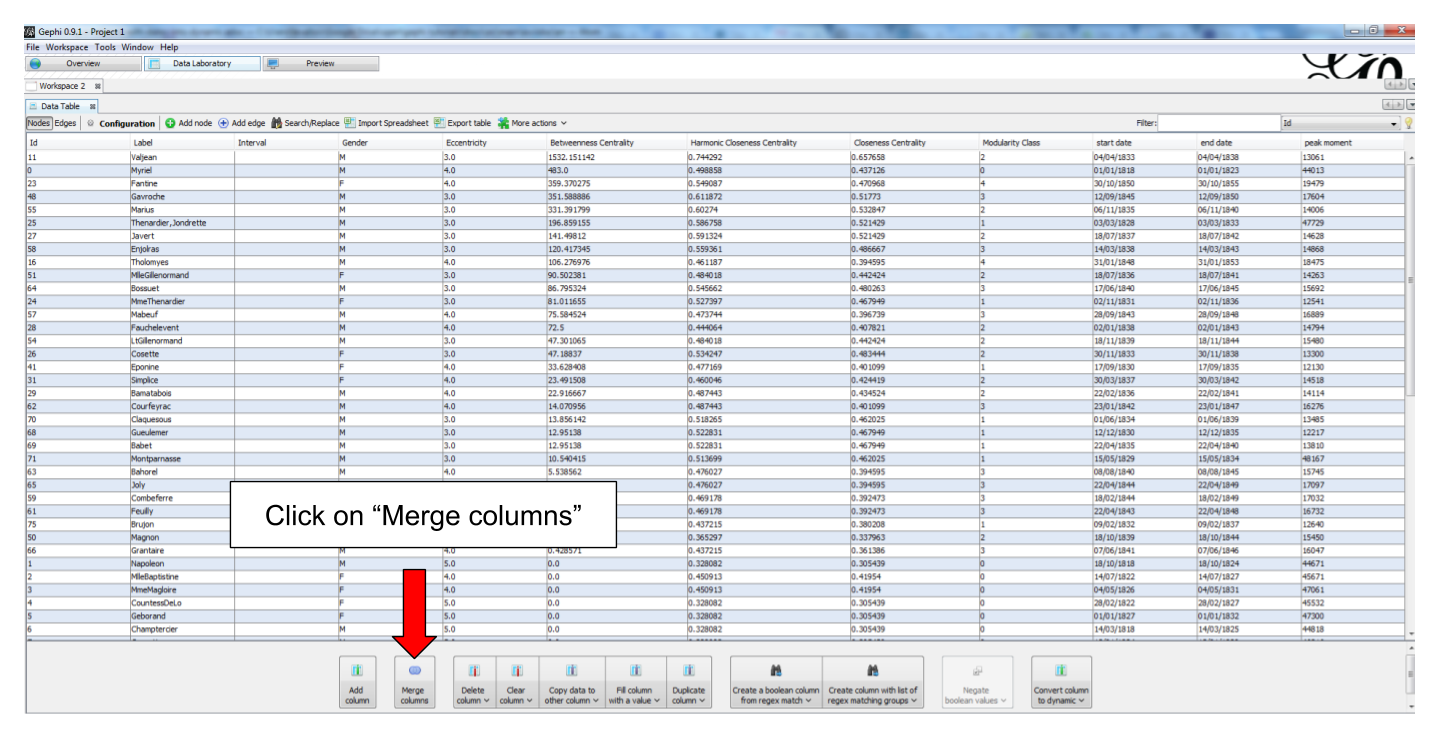 Gephi 0.9.1 - Project 1
File Workspace Tools Window Help
Overview Data Laboratory Preview
Workspace 2
Data Table
Nodes Edges Configuration Add node Add edge Search/Replace Import Spreadsheet Export table More actions Filter: Id
Id Label Interval Gender Eccentricity Betweenness Centrality Harmonic Closeness Centrality Closeness Centrality Modularity Class start date end date peak moment
11 Valjean M 3.0 1532.151142 0.744292 0.657658 2 04/04/1833 04/04/1838 13061
0 Myriel M 4.0 483.0 0.498858 0.437126 0 01/01/1818 01/01/1823 44013
23 Fantine F 4.0 359.370275 0.549087 0.470968 4 30/10/1850 30/10/1855 19479
48 Gavroche M 3.0 351.588886 0.611872 0.51773 3 12/09/1845 12/09/1850 17604
55 Marius M 3.0 331.391799 0.60274 0.532847 2 06/11/1835 06/11/1840 14006
25 Thenardier,Jondrette M 3.0 196.859155 0.586758 0.521429 1 03/03/1828 03/03/1833 47729
27 Javert M 3.0 141.49812 0.591324 0.521429 2 18/07/1837 18/07/1842 14628
58 Enjolras M 3.0 120.417345 0.559361 0.486667 3 14/03/1838 14/03/1843 14868
16 Tholomyes M 4.0 106.276976 0.461187 0.394595 4 31/01/1848 31/01/1853 18475
51 MlleGillenormand F 3.0 90.502381 0.484018 0.442424 2 18/07/1836 18/07/1841 14263
64 Bossuet M 3.0 86.795324 0.545662 0.480263 3 17/06/1840 17/06/1845 15692
24 MmeThenardier F 3.0 81.011655 0.527397 0.467949 1 02/11/1831 02/11/1836 12541
57 Mabeuf M 4.0 75.584524 0.473744 0.396739 3 28/09/1843 28/09/1848 16889
28 Fauchelevent M 4.0 72.5 0.444064 0.407821 2 02/01/1838 02/01/1843 14794
54 LtGillenormand M 3.0 47.301065 0.484018 0.442424 2 18/11/1839 18/11/1844 15480
26 Cosette F 3.0 47.18837 0.534247 0.483444 2 30/11/1833 30/11/1838 13300
41 Eponine F 4.0 33.628408 0.477169 0.401099 1 17/09/1830 17/09/1835 12130
31 Simplice F 4.0 23.491508 0.460046 0.424419 2 30/03/1837 30/03/1842 14518
29 Bamatabois M 4.0 22.916667 0.487443 0.434524 2 22/02/1836 22/02/1841 14114
62 Courfeyrac M 4.0 14.070956 0.487443 0.401099 3 23/01/1842 23/01/1847 16276
70 Claquesous M 3.0 13.856142 0.518265 0.462025 1 01/06/1834 01/06/1839 13485
68 Gueulemer M 3.0 12.95138 0.522831 0.467949 1 12/12/1830 12/12/1835 12217
69 Babet M 3.0 12.95138 0.522831 0.467949 1 22/04/1835 22/04/1840 13810
71 Montparnasse M 3.0 10.540415 0.513699 0.462025 1 15/05/1829 15/05/1834 48167
63 Bahorel M 4.0 5.538562 0.476027 0.394595 3 08/08/1840 08/08/1845 15745
65 Joly 0.476027 0.394595 3 22/04/1844 22/04/1849 17097
59 Combeferre 0.469178 0.392473 3 18/02/1844 18/02/1849 17032
61 Feuilly 0.469178 0.392473 3 22/04/1843 22/04/1848 16732
75 Brujon 0.437215 0.380208 1 09/02/1832 09/02/1837 12640
50 Magnon 0.365297 0.337963 2 18/10/1839 18/10/1844 15450
66 Grantaire M 4.0 0.428571 0.437215 0.361386 3 07/06/1841 07/06/1846 16047
1 Napoleon M 5.0 0.0 0.328082 0.305439 0 18/10/1818 18/10/1824 44671
2 MlleBaptistine F 4.0 0.0 0.450913 0.41954 0 14/07/1822 14/07/1827 45671
3 MmeMagloire F 4.0 0.0 0.450913 0.41954 0 04/05/1826 04/05/1831 47061
4 CountessDeLo F 5.0 0.0 0.328082 0.305439 0 28/02/1822 28/02/1827 45532
5 Geborand F 5.0 0.0 0.328082 0.305439 0 01/01/1827 01/01/1832 47300
6 Champtercier M 5.0 0.0 0.328082 0.305439 0 14/03/1818 14/03/1825 44818
Click on “Merge columns”
Add column
Merge columns
Delete column
Clear column
Copy data to other column
Fill column with a value
Duplicate column
Create a boolean column from regex match
Create column with list of regex matching groups
Negate boolean values
Convert column to dynamic